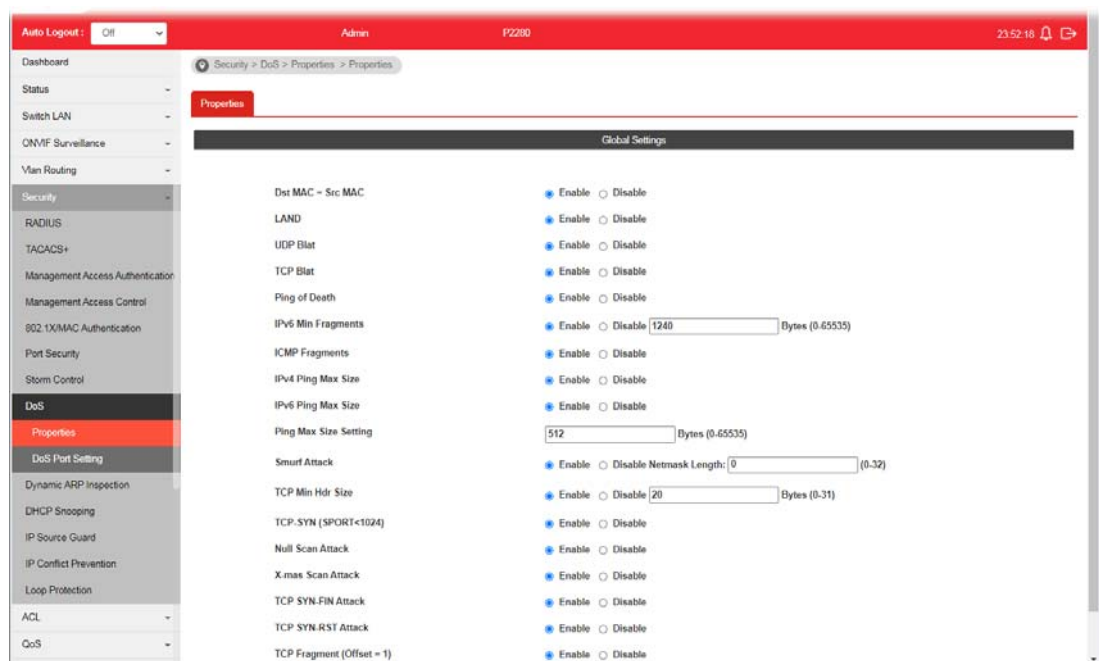 Auto Logout : Off Admin P2280 23:52:18
Dashboard
Status
Switch LAN
ONVIF Surveillance
Vlan Routing
Security
RADIUS
TACACS+
Management Access Authentication
Management Access Control
802.1X/MAC Authentication
Port Security
Storm Control
DoS
Properties
DoS Port Setting
Dynamic ARP Inspection
DHCP Snooping
IP Source Guard
IP Conflict Prevention
Loop Protection
ACL
QoS
Security > DoS > Properties > Properties
Properties
Global Settings
Dst MAC = Src MAC Enable Disable
LAND Enable Disable
UDP Blat Enable Disable
TCP Blat Enable Disable
Ping of Death Enable Disable
IPv6 Min Fragments Enable Disable 1240 Bytes (0-65535)
ICMP Fragments Enable Disable
IPv4 Ping Max Size Enable Disable
IPv6 Ping Max Size Enable Disable
Ping Max Size Setting 512 Bytes (0-65535)
Smurf Attack Enable Disable Netmask Length: 0 (0-32)
TCP Min Hdr Size Enable Disable 20 Bytes (0-31)
TCP-SYN (SPORT<1024) Enable Disable
Null Scan Attack Enable Disable
X-mas Scan Attack Enable Disable
TCP SYN-FIN Attack Enable Disable
TCP SYN-RST Attack Enable Disable
TCP Fragment (Offset = 1) Enable Disable